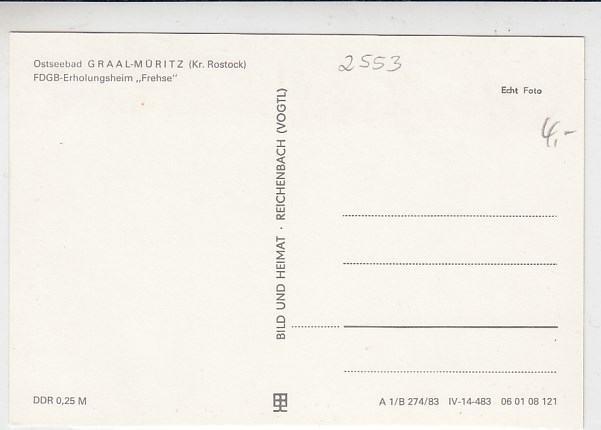 Ostseebad GRAAL-MÜRITZ (Kr. Rostock)
FDGB-Erholungsheim „Frehse"
2553
Echt Foto
4,-
BILD UND HEIMAT · REICHENBACH (VOGTL)
DDR 0,25 M
A 1/B 274/83 IV-14-483 06 01 08 121